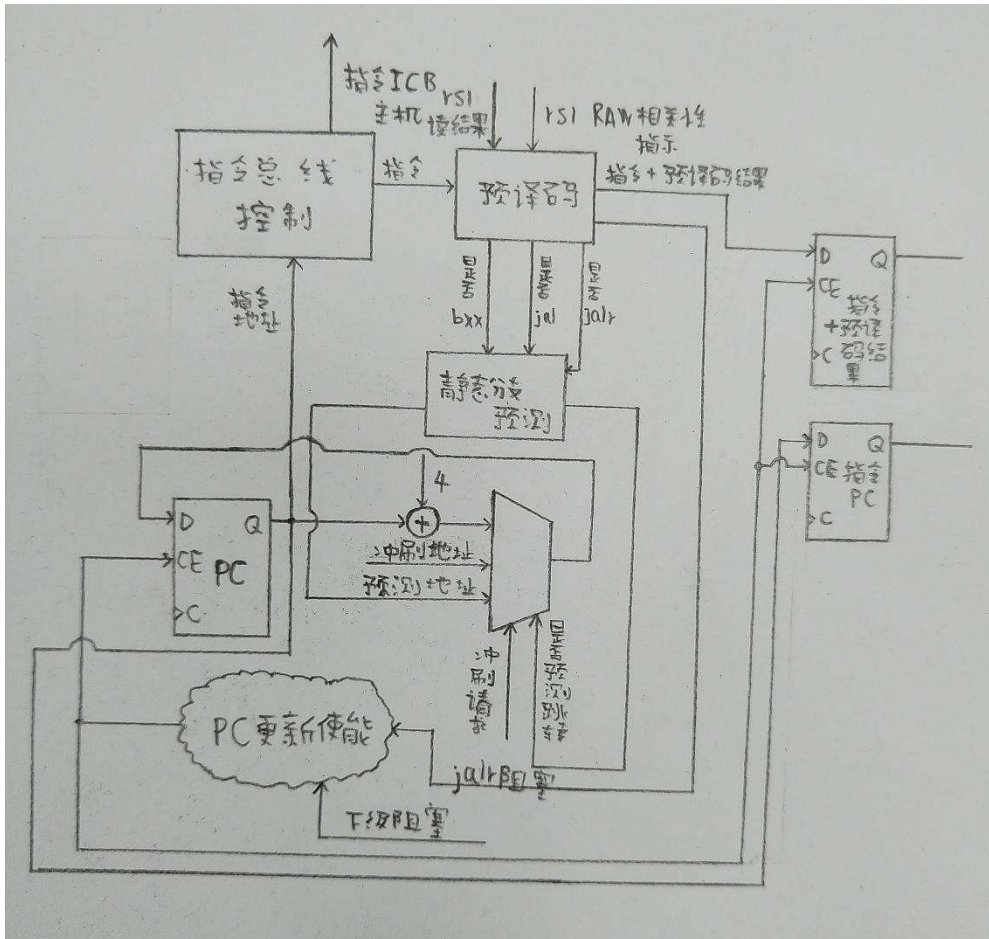 指令ICB
主机
rs1
读结果
rs1 RAW相关性
指示
指令总线
控制
指令
预译码
指令+预译码结果
指令
地址
是否
bxx
是否
jal
是否
jalr
D Q
CE
指令
+预译
码结
果
C
静态分支
预测
4
D Q
CE PC
C
+
冲刷地址
预测地址
D Q
CE 指令
PC
C
冲刷请求
是否预测跳转
PC更新使能
jalr阻塞
下级阻塞